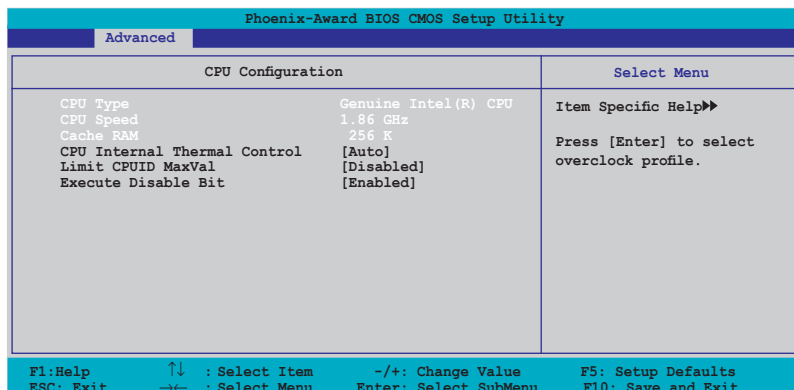 Phoenix-Award BIOS CMOS Setup Utility
Advanced
CPU Configuration
Select Menu
CPU Type Genuine Intel(R) CPU
CPU Speed 1.86 GHz
Cache RAM 256 K
CPU Internal Thermal Control [Auto]
Limit CPUID MaxVal [Disabled]
Execute Disable Bit [Enabled]
Item Specific Help▶▶
Press [Enter] to select
overclock profile.
F1:Help ↑↓ : Select Item -/+: Change Value F5: Setup Defaults
ESC: Exit →← : Select Menu Enter: Select SubMenu F10: Save and Exit